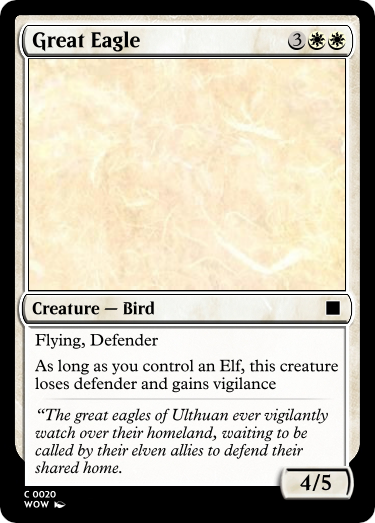 Great Eagle
3
Creature — Bird
Flying, Defender
As long as you control an Elf, this creature
loses defender and gains vigilance
“The great eagles of Ulthuan ever vigilantly
watch over their homeland, waiting to be
called by their elven allies to defend their
shared home.
4/5
C 0020
WOW